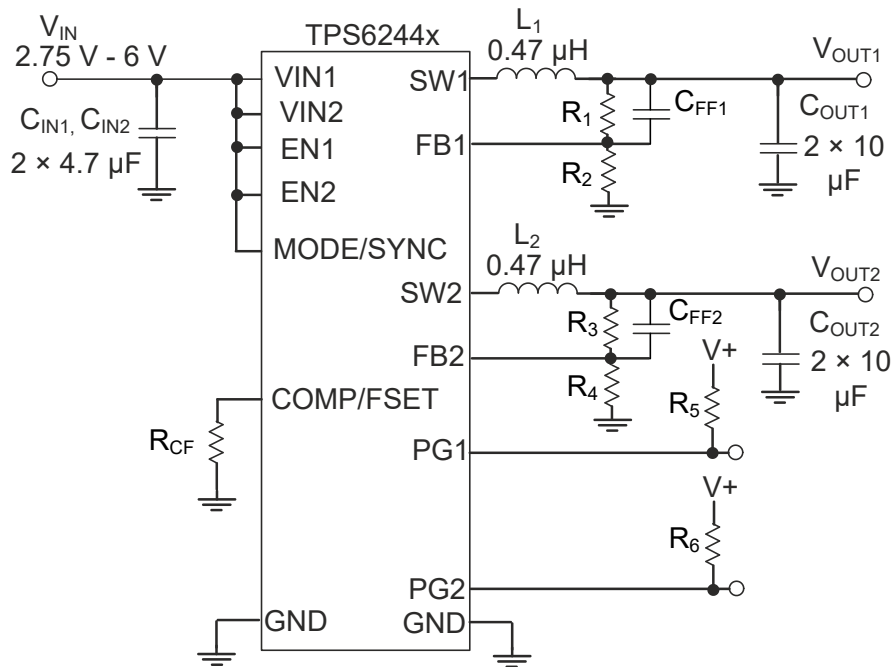 V_IN
2.75 V - 6 V
C_IN1, C_IN2
2 × 4.7 µF
TPS6244x
VIN1
VIN2
EN1
EN2
MODE/SYNC
COMP/FSET
R_CF
GND
SW1
FB1
SW2
FB2
PG1
PG2
GND
L_1
0.47 µH
R_1
C_FF1
R_2
V_OUT1
C_OUT1
2 × 10
µF
L_2
0.47 µH
R_3
C_FF2
R_4
V_OUT2
C_OUT2
2 × 10
µF
V+
R_5
V+
R_6